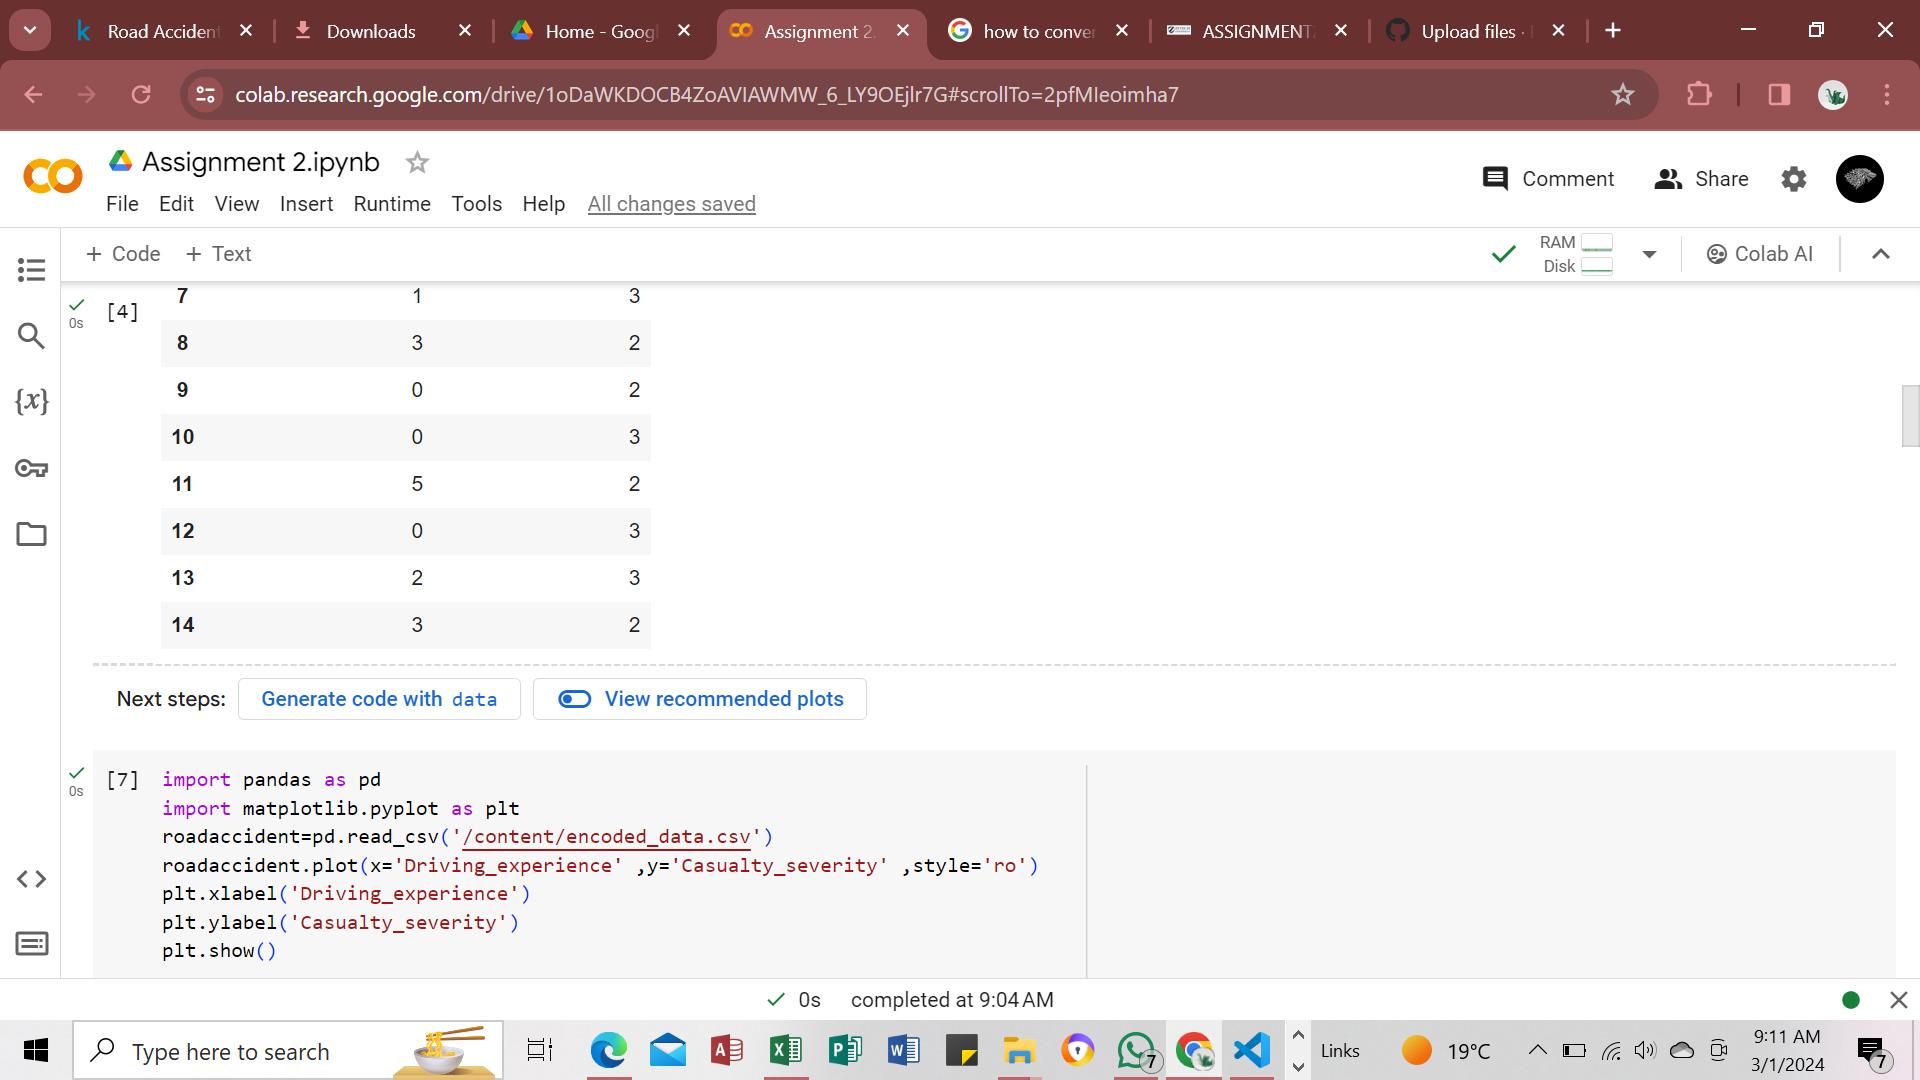 Road Acciden
Downloads
Home - Goog
Assignment 2.
how to conver
ASSIGNMENT
Upload files ·
colab.research.google.com/drive/1oDaWKDOCB4ZoAVIAWMW_6_LY9OEjlr7G#scrollTo=2pfMIeoimha7
Assignment 2.ipynb
Comment
Share
File Edit View Insert Runtime Tools Help All changes saved
+ Code + Text
RAM
Disk
Colab AI
[4]
0s
7 1 3
8 3 2
9 0 2
10 0 3
11 5 2
12 0 3
13 2 3
14 3 2
Next steps: Generate code with data View recommended plots
[7]
0s
import pandas as pd
import matplotlib.pyplot as plt
roadaccident=pd.read_csv('/content/encoded_data.csv')
roadaccident.plot(x='Driving_experience' ,y='Casualty_severity' ,style='ro')
plt.xlabel('Driving_experience')
plt.ylabel('Casualty_severity')
plt.show()
0s completed at 9:04 AM
Type here to search
7
Links
19°C
9:11 AM
3/1/2024
7